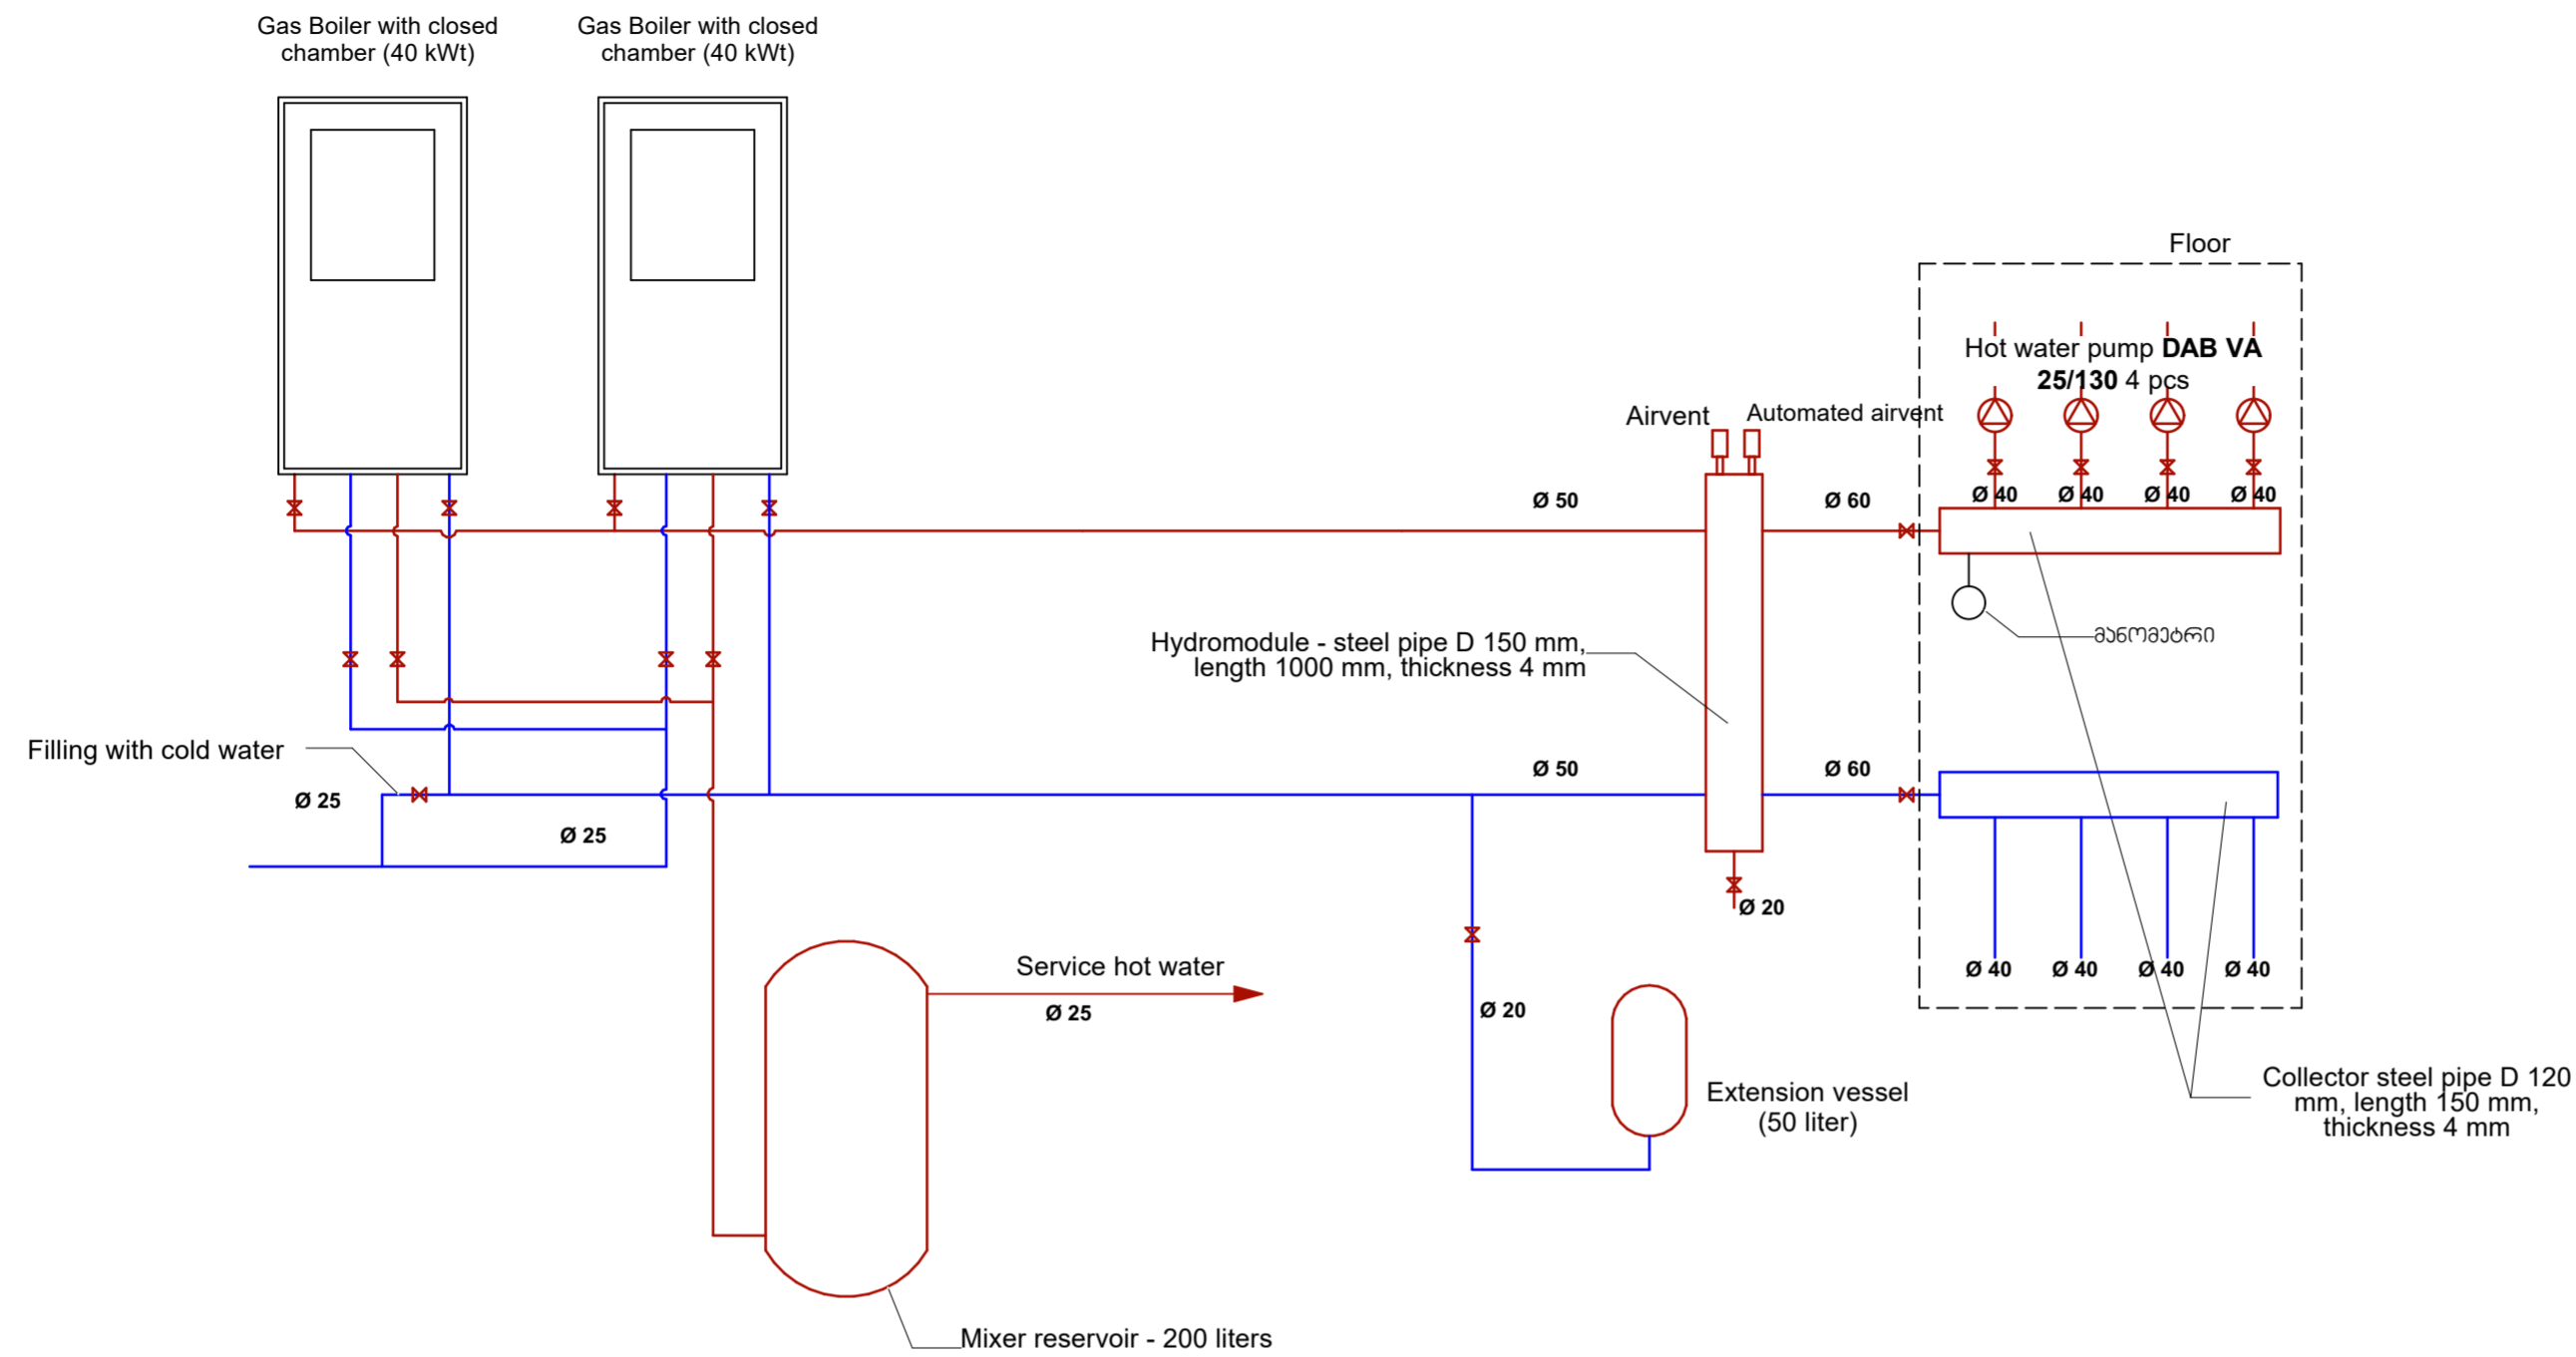 Gas Boiler with closed
chamber (40 kWt)
Gas Boiler with closed
chamber (40 kWt)
Floor
Hot water pump DAB VA
25/130 4 pcs
Airvent
Automated airvent
Ø 50
Ø 60
Ø 40
Ø 40
Ø 40
Ø 40
მანომეტრი
Hydromodule - steel pipe D 150 mm,
length 1000 mm, thickness 4 mm
Filling with cold water
Ø 25
Ø 25
Ø 50
Ø 60
Ø 20
Ø 40
Ø 40
Ø 40
Ø 40
Service hot water
Ø 25
Ø 20
Extension vessel
(50 liter)
Collector steel pipe D 120
mm, length 150 mm,
thickness 4 mm
Mixer reservoir - 200 liters